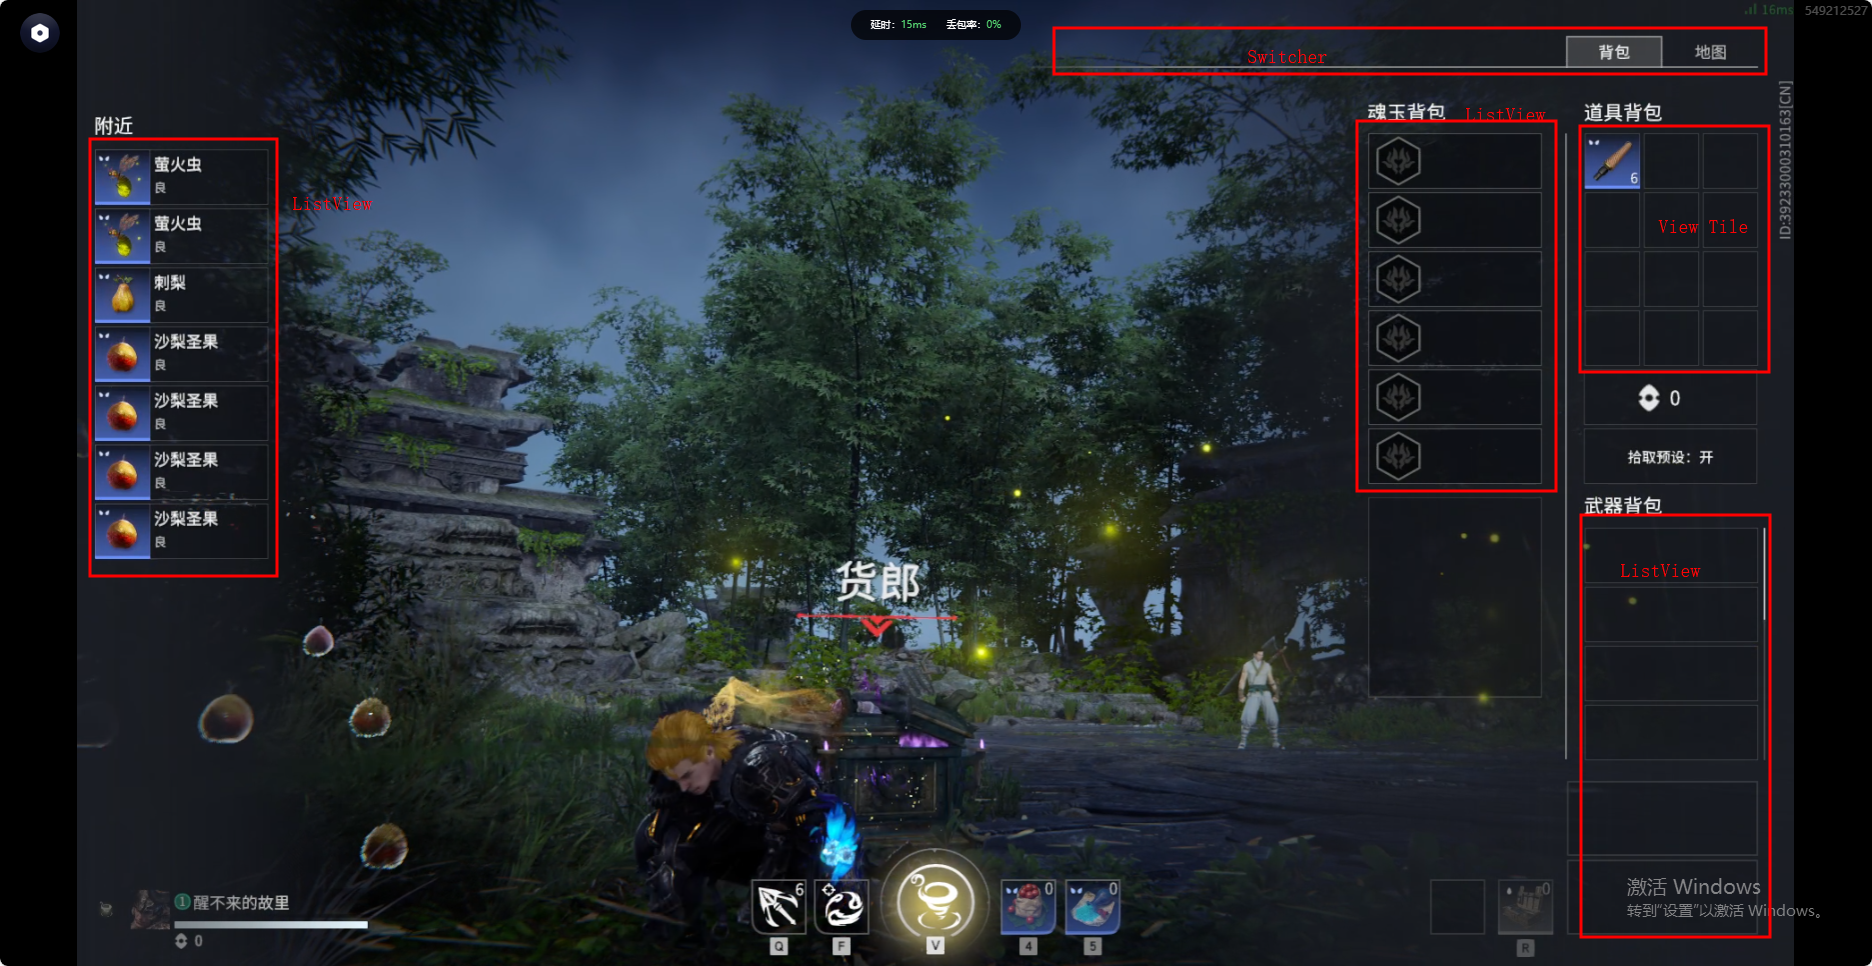 延时：15ms 丢包率：0%
16ms 549212527
Switcher
背包 地图
附近
魂玉背包 ListView 道具背包
萤火虫
良
6
ListView
萤火虫
良
View Tile
刺梨
良
沙梨圣果
良
沙梨圣果
良
沙梨圣果
良
沙梨圣果
良
ID:39233000310163[CN]
0
拾取预设：开
武器背包
ListView
货郎
1 醒不来的故里
0
6
0
0
0
Q F V 4 5 R
激活 Windows
转到“设置”以激活 Windows。